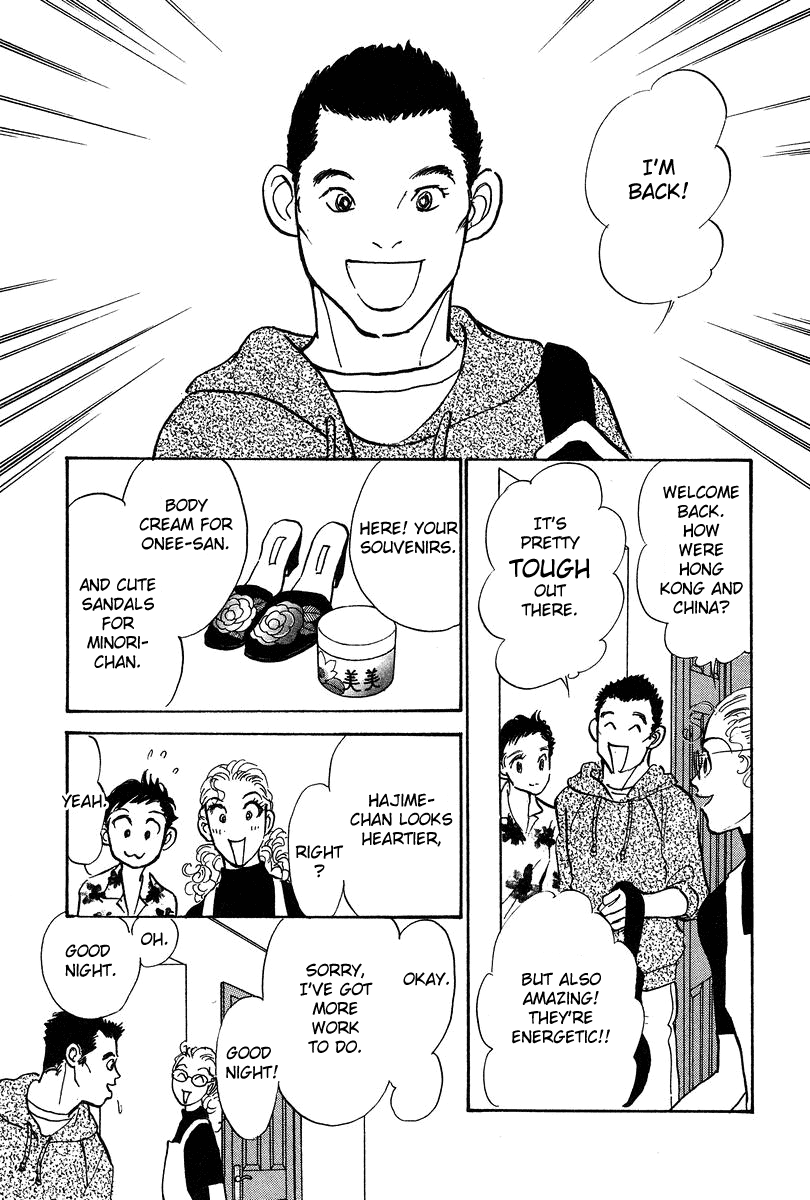 I'M
BACK!
WELCOME
BACK.
HOW
WERE
HONG
KONG AND
CHINA?
IT'S
PRETTY
TOUGH
OUT
THERE.
BUT ALSO
AMAZING!
THEY'RE
ENERGETIC!!
HERE! YOUR
SOUVENIRS.
BODY
CREAM FOR
ONEE-SAN.
AND CUTE
SANDALS
FOR
MINORI-
CHAN.
美美
HAJIME-
CHAN LOOKS
HEARTIER,
RIGHT
?
YEAH.
OKAY.
SORRY,
I'VE GOT
MORE
WORK
TO DO.
GOOD
NIGHT!
OH.
GOOD
NIGHT.